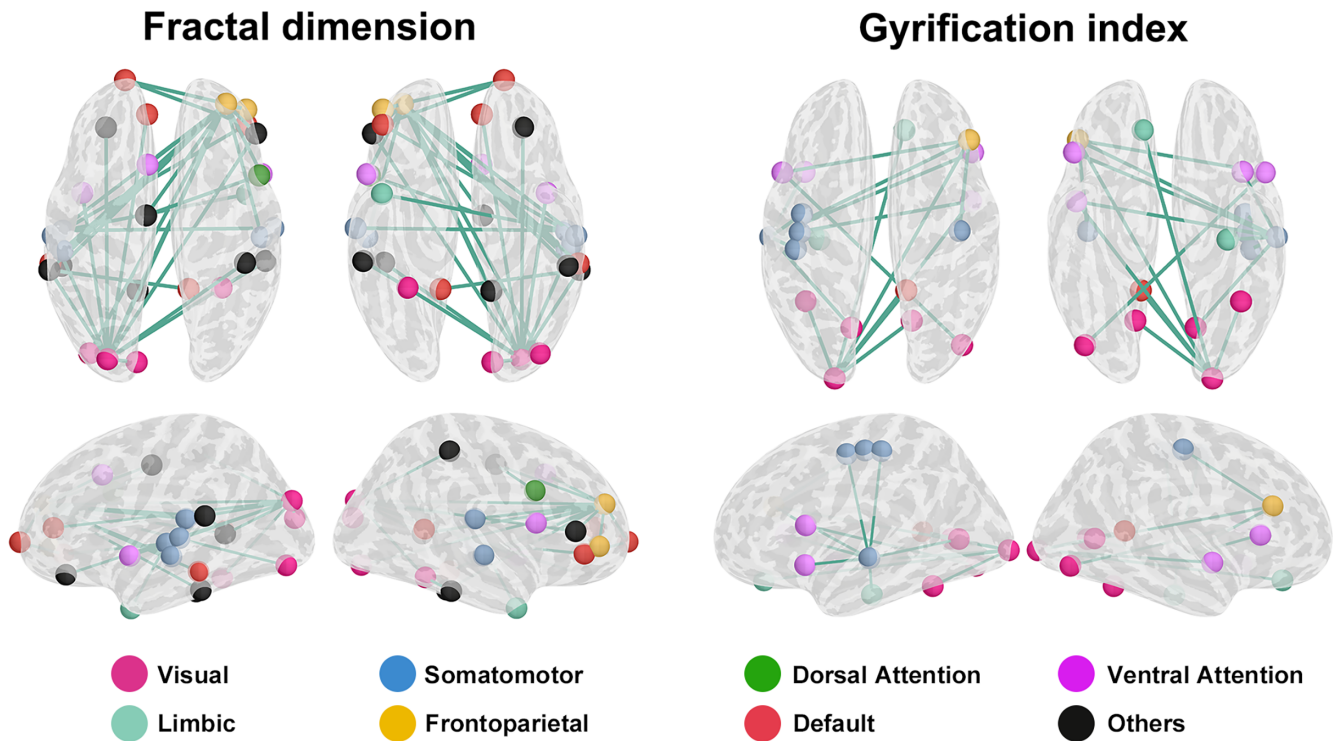 Fractal dimension
Gyrification index
Visual
Somatomotor
Dorsal Attention
Ventral Attention
Limbic
Frontoparietal
Default
Others